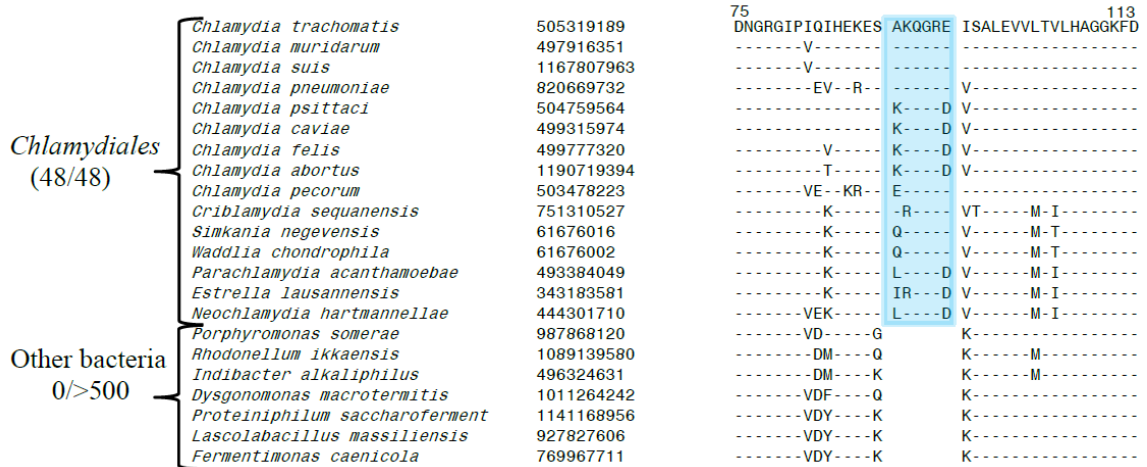 75 113
Chlamydia trachomatis 505319189 DNGRGIPIQIHEKES AKQGRE ISALEVVLTVLHAGGKFD
Chlamydia muridarum 497916351 -------V------- ------ ------------------
Chlamydia suis 1167807963 -------V------- ------ ------------------
Chlamydia pneumoniae 820669732 --------EV--R-- ------ V-----------------
Chlamydia psittaci 504759564 --------------- K----D V-----------------
Chlamydia caviae 499315974 --------------- K----D V-----------------
Chlamydia felis 499777320 ---------V----- K----D V-----------------
Chlamydia abortus 1190719394 ---------T----- K----D V-----------------
Chlamydia pecorum 503478223 -------VE--KR-- E----- ------------------
Criblamydia sequanensis 751310527 ---------K----- -R---- VT-----M-I--------
Simkania negevensis 61676016 ---------K----- Q----- V------M-T--------
Waddlia chondrophila 61676002 ---------K----- Q----- V------M-T--------
Parachlamydia acanthamoebae 493384049 ---------K----- L----D V------M-I--------
Estrella lausannensis 343183581 ---------K----- IR---D V------M-I--------
Neochlamydia hartmannellae 444301710 -------VEK----- L----D V------M-I--------
Porphyromonas somerae 987868120 -------VD-----G K-----------------
Rhodonellum ikkaensis 1089139580 --------DM----Q K------M----------
Indibacter alkaliphilus 496324631 --------DM----K K------M----------
Dysgonomonas macrotermitis 1011264242 -------VDF----Q K-----------------
Proteiniphilum saccharoferment 1141168956 -------VDY----K K-----------------
Lascolabacillus massiliensis 927827606 -------VDY----K K-----------------
Fermentimonas caenicola 769967711 -------VDY----K K-----------------
Chlamydiales
(48/48)
Other bacteria
0/>500